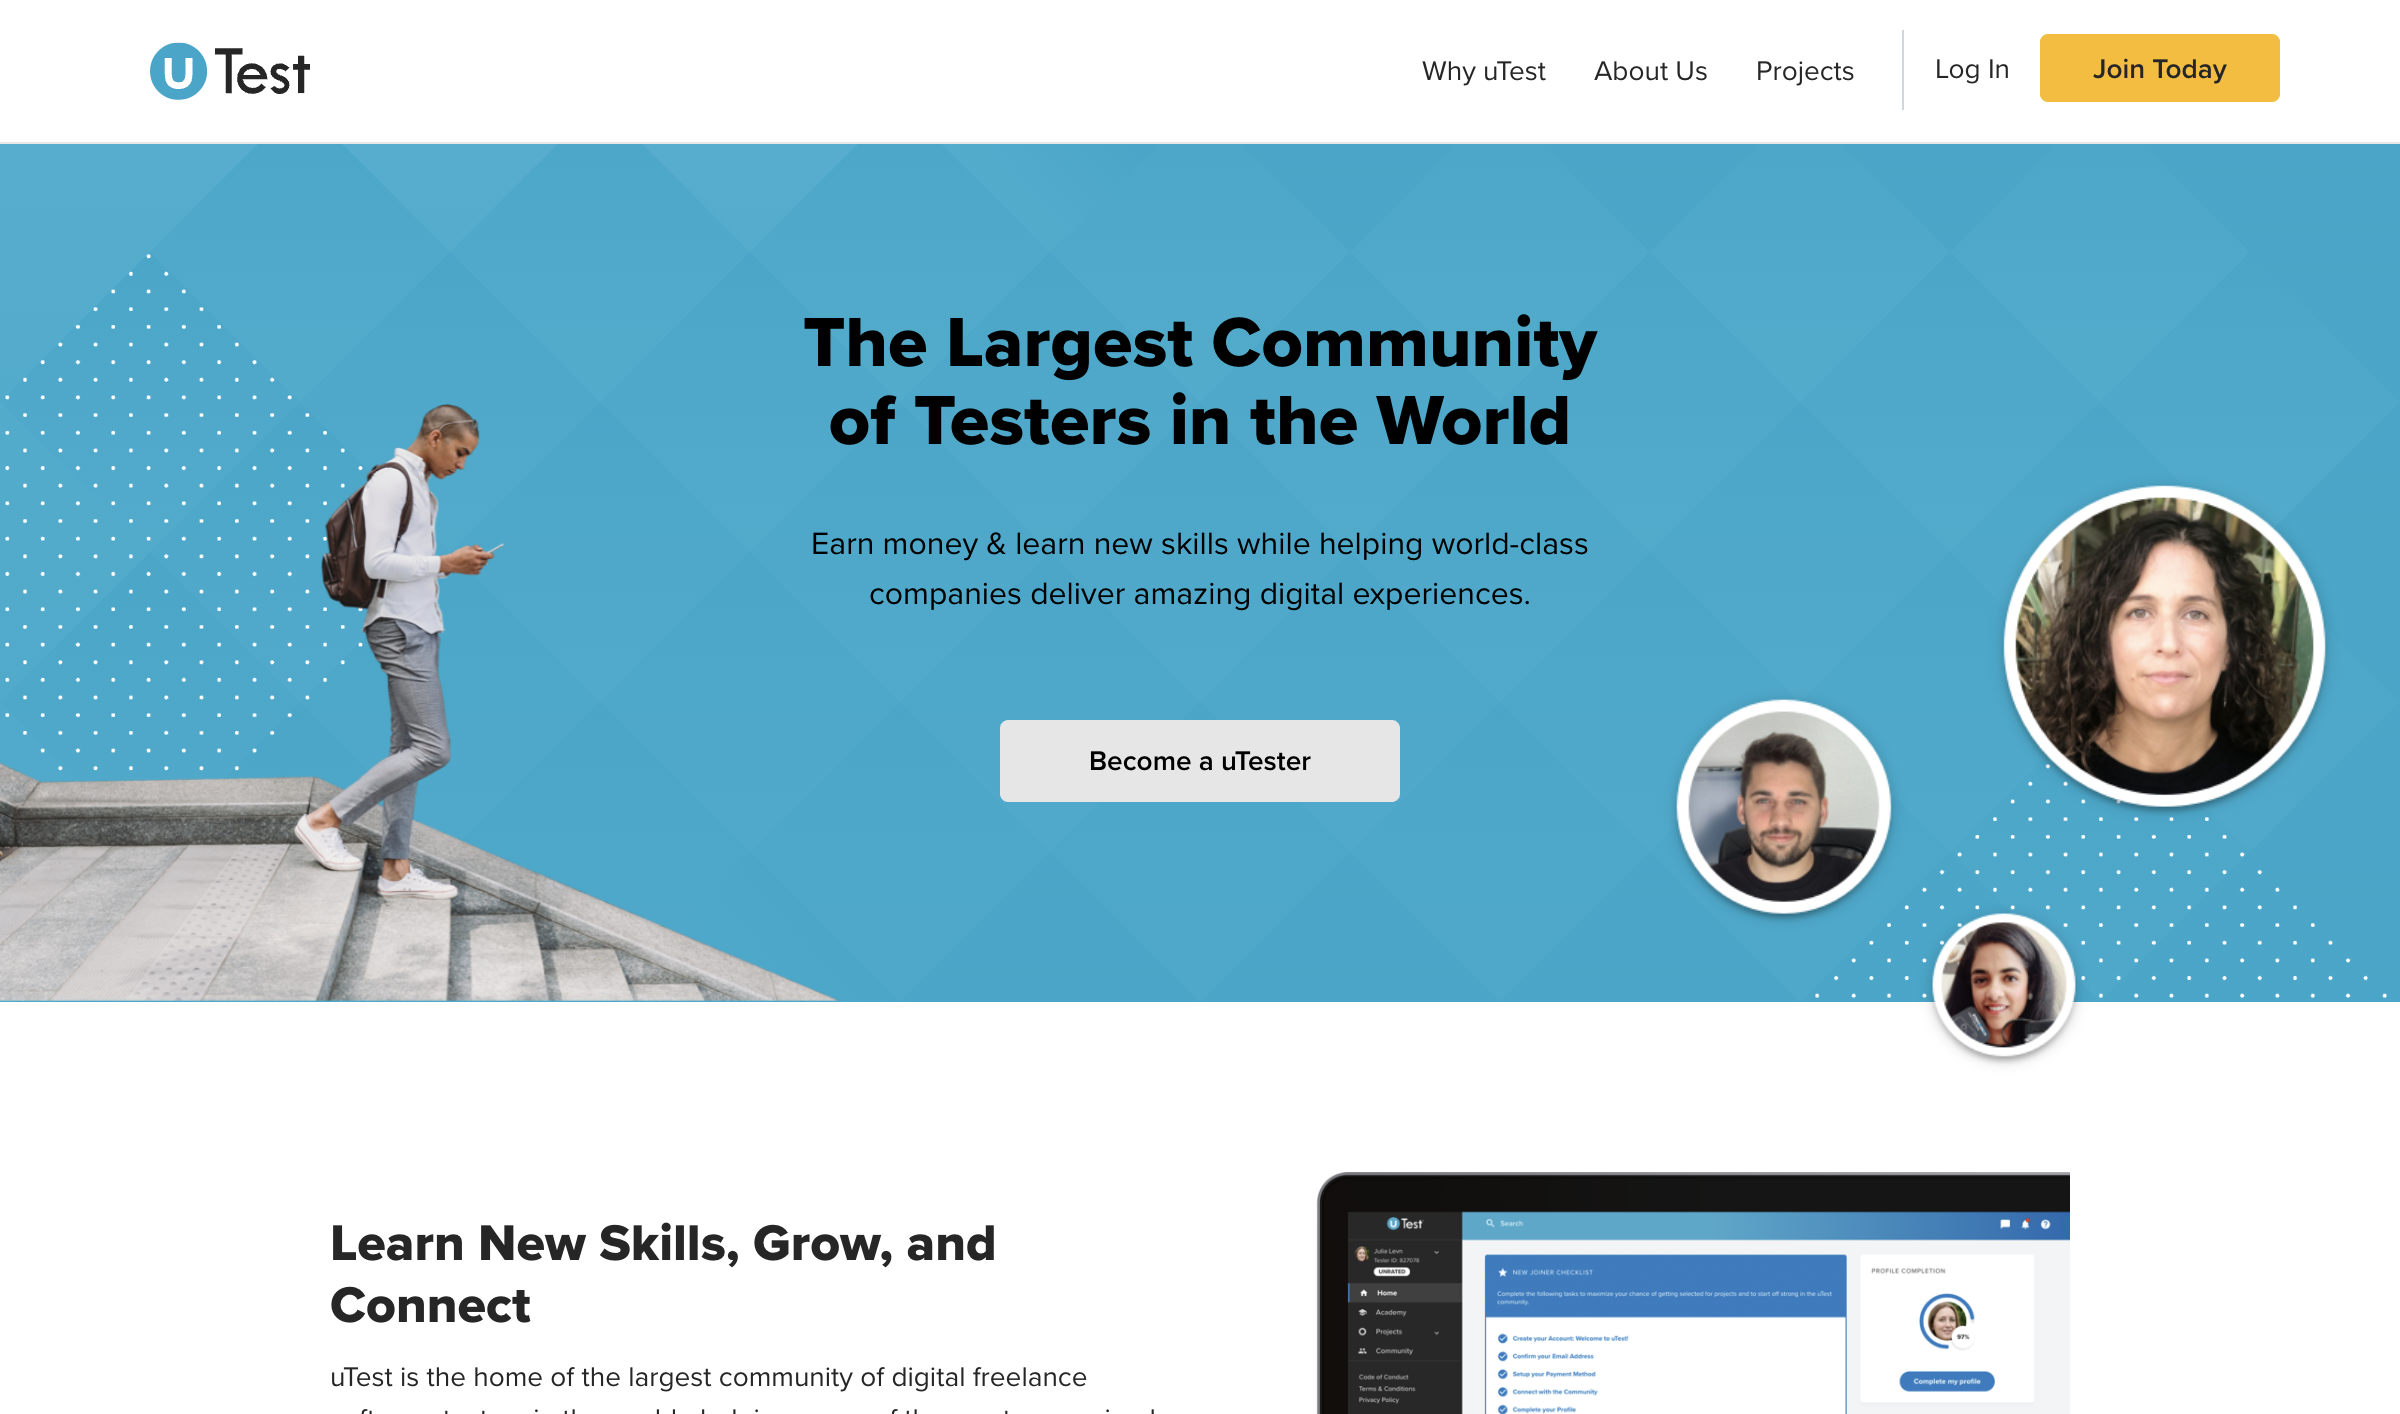 uTest
Why uTest
About Us
Projects
Log In
Join Today
The Largest Community
of Testers in the World
Earn money & learn new skills while helping world-class
companies deliver amazing digital experiences.
Become a uTester
Learn New Skills, Grow, and
Connect
uTest is the home of the largest community of digital freelance
uTest
Search
Julia Levn
Tester ID: 827078
UNRATED
Home
Academy
Projects
Community
Code of Conduct
Terms & Conditions
Privacy Policy
NEW JOINER CHECKLIST
Complete the following tasks to maximize your chance of getting selected for projects and to start off strong in the uTest
community.
Create your Account: Welcome to uTest!
Confirm your Email Address
Setup your Payment Method
Connect with the Community
Complete your Profile
PROFILE COMPLETION
97%
Complete my profile